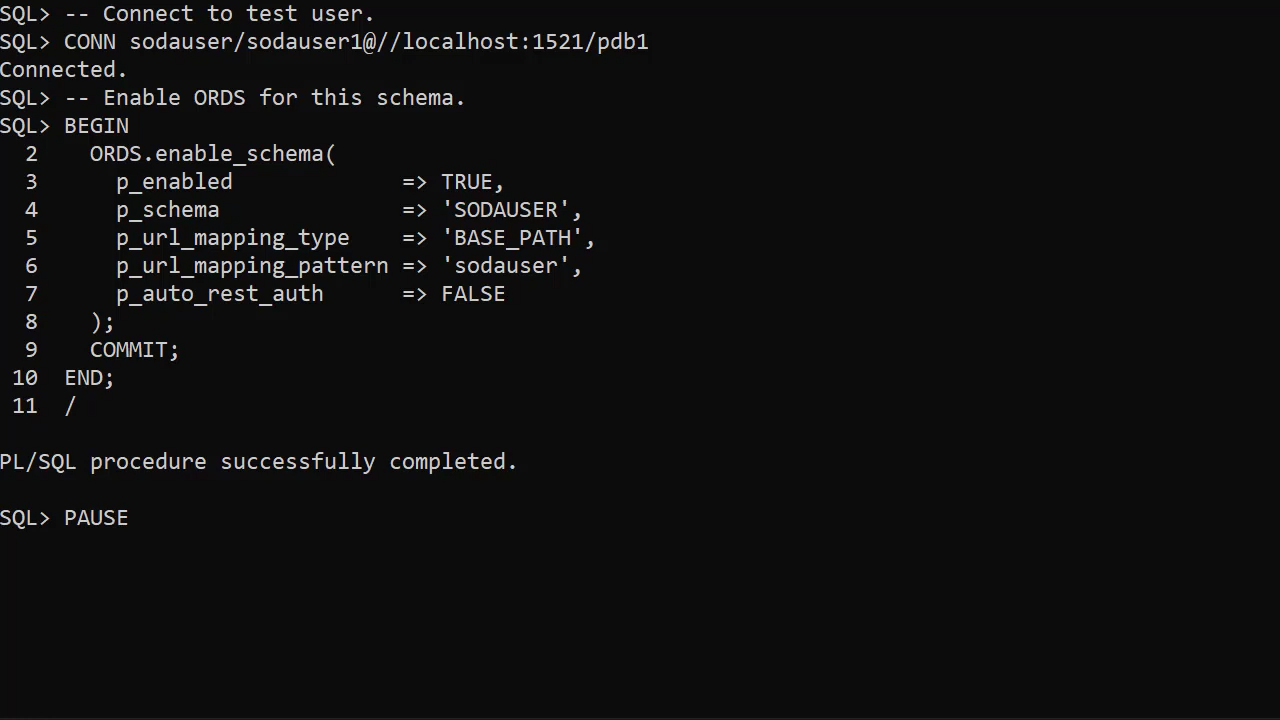 SQL> -- Connect to test user.
SQL> CONN sodauser/sodauser1@//localhost:1521/pdb1
Connected.
SQL> -- Enable ORDS for this schema.
SQL> BEGIN
  2    ORDS.enable_schema(
  3      p_enabled             => TRUE,
  4      p_schema              => 'SODAUSER',
  5      p_url_mapping_type    => 'BASE_PATH',
  6      p_url_mapping_pattern => 'sodauser',
  7      p_auto_rest_auth      => FALSE
  8    );
  9    COMMIT;
 10  END;
 11  /
PL/SQL procedure successfully completed.
SQL> PAUSE